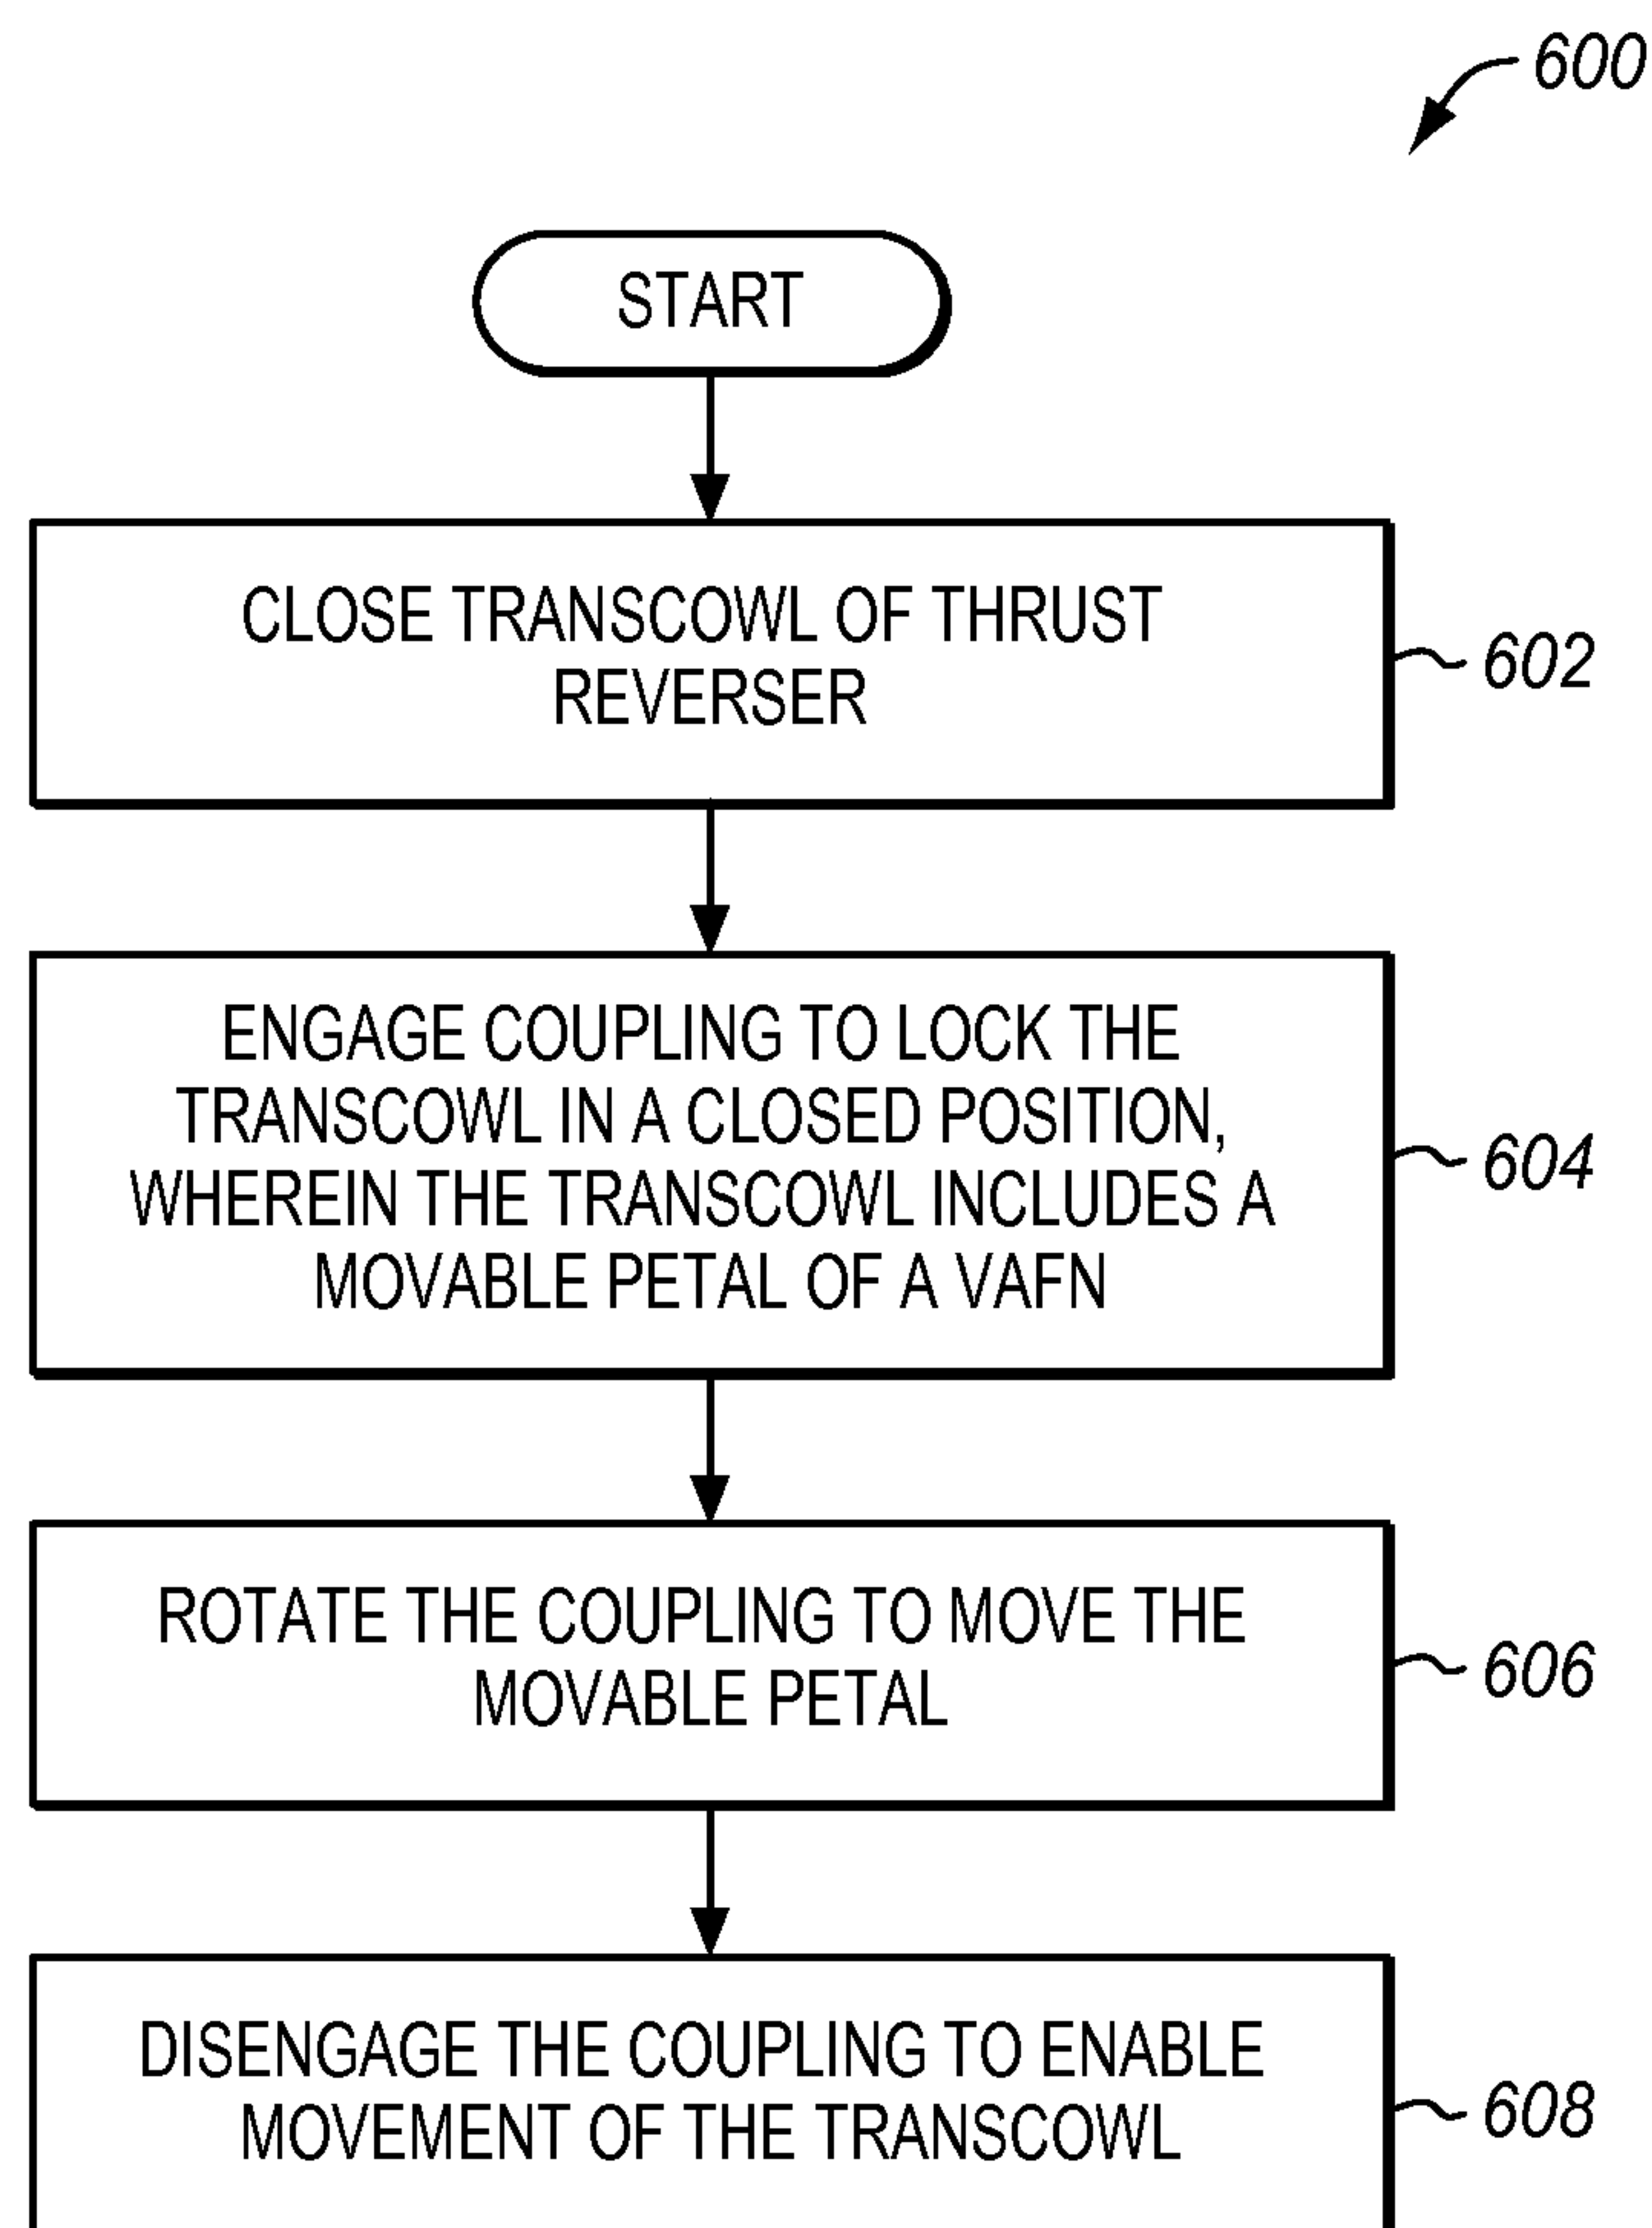 600
START
CLOSE TRANSCOWL OF THRUST
REVERSER
602
ENGAGE COUPLING TO LOCK THE
TRANSCOWL IN A CLOSED POSITION,
WHEREIN THE TRANSCOWL INCLUDES A
MOVABLE PETAL OF A VAFN
604
ROTATE THE COUPLING TO MOVE THE
MOVABLE PETAL
606
DISENGAGE THE COUPLING TO ENABLE
MOVEMENT OF THE TRANSCOWL
608